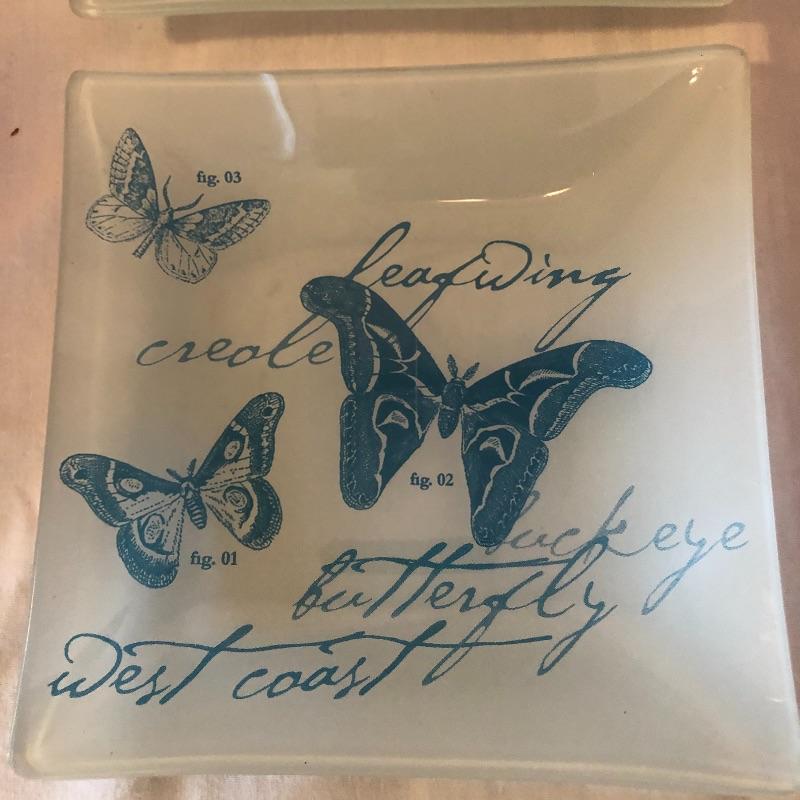 fig. 03
leafwing
creole
fig. 02
fig. 01
buckeye
butterfly
west coast